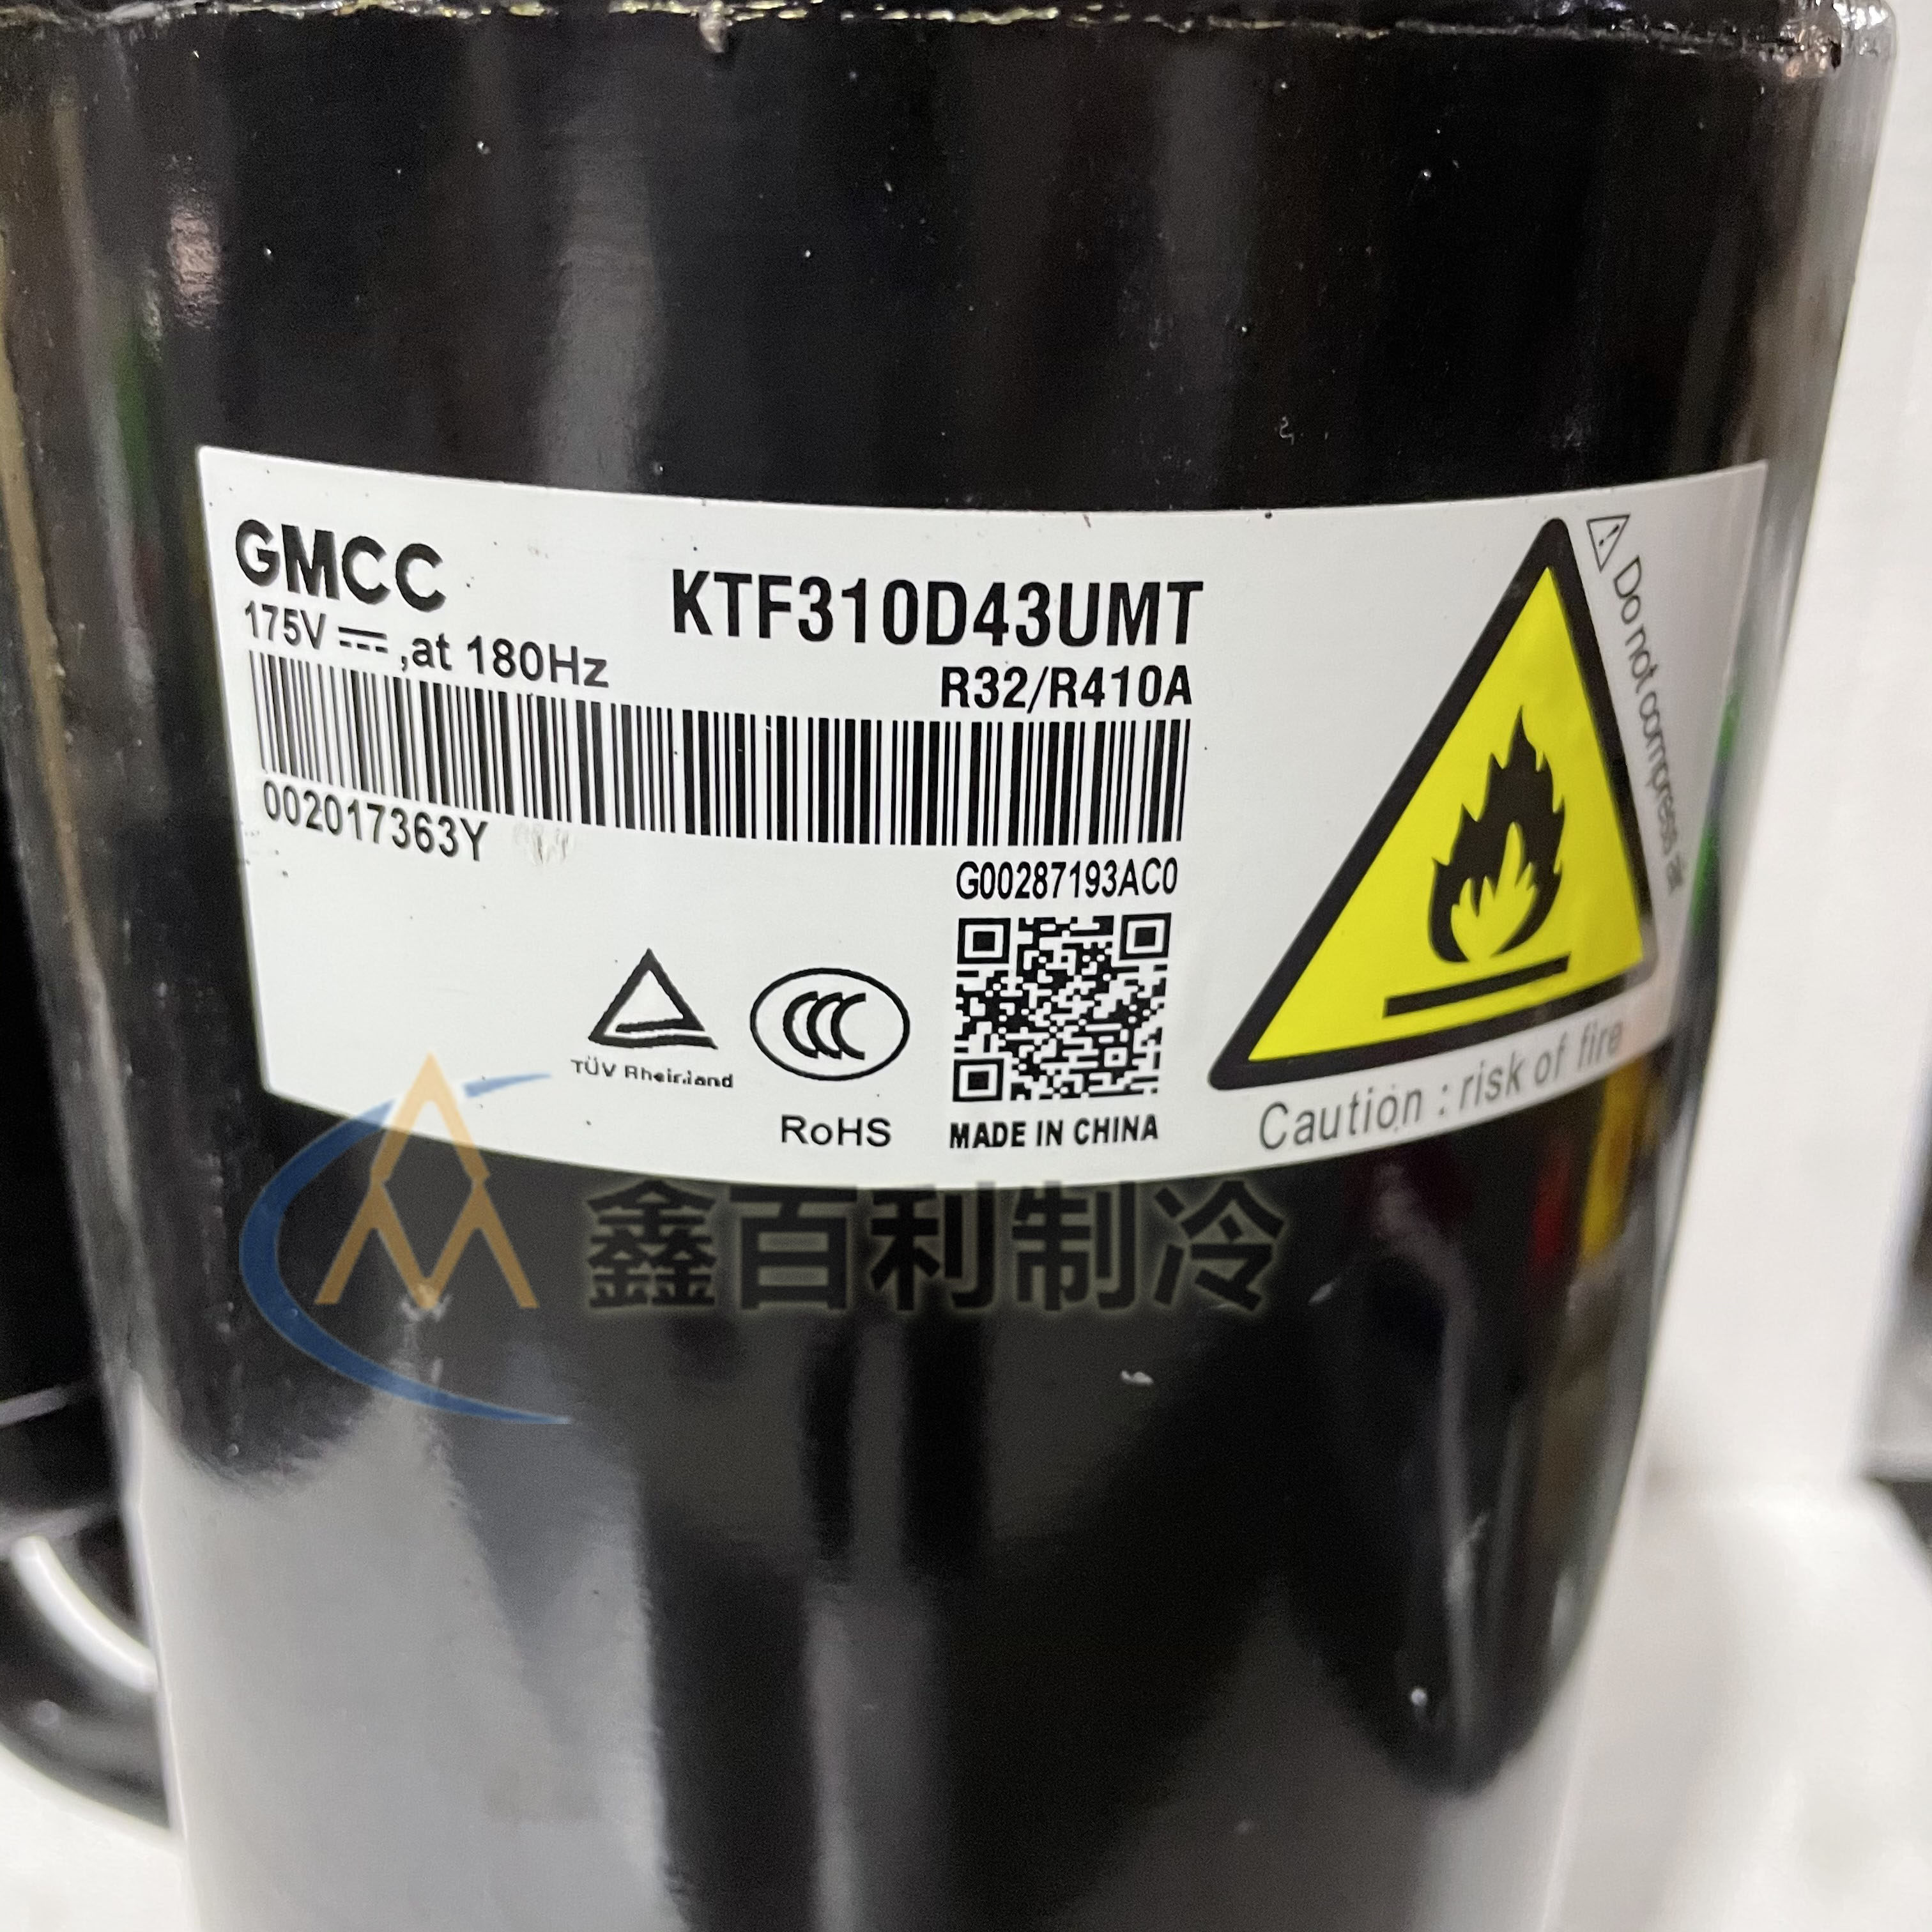 GMCC
KTF310D43UMT
175V ⎓ ,at 180Hz
R32/R410A
002017363Y
G00287193AC0
TÜV Rheinland
CCC
RoHS
MADE IN CHINA
Do not compress
Caution : risk of fire
鑫百利制冷